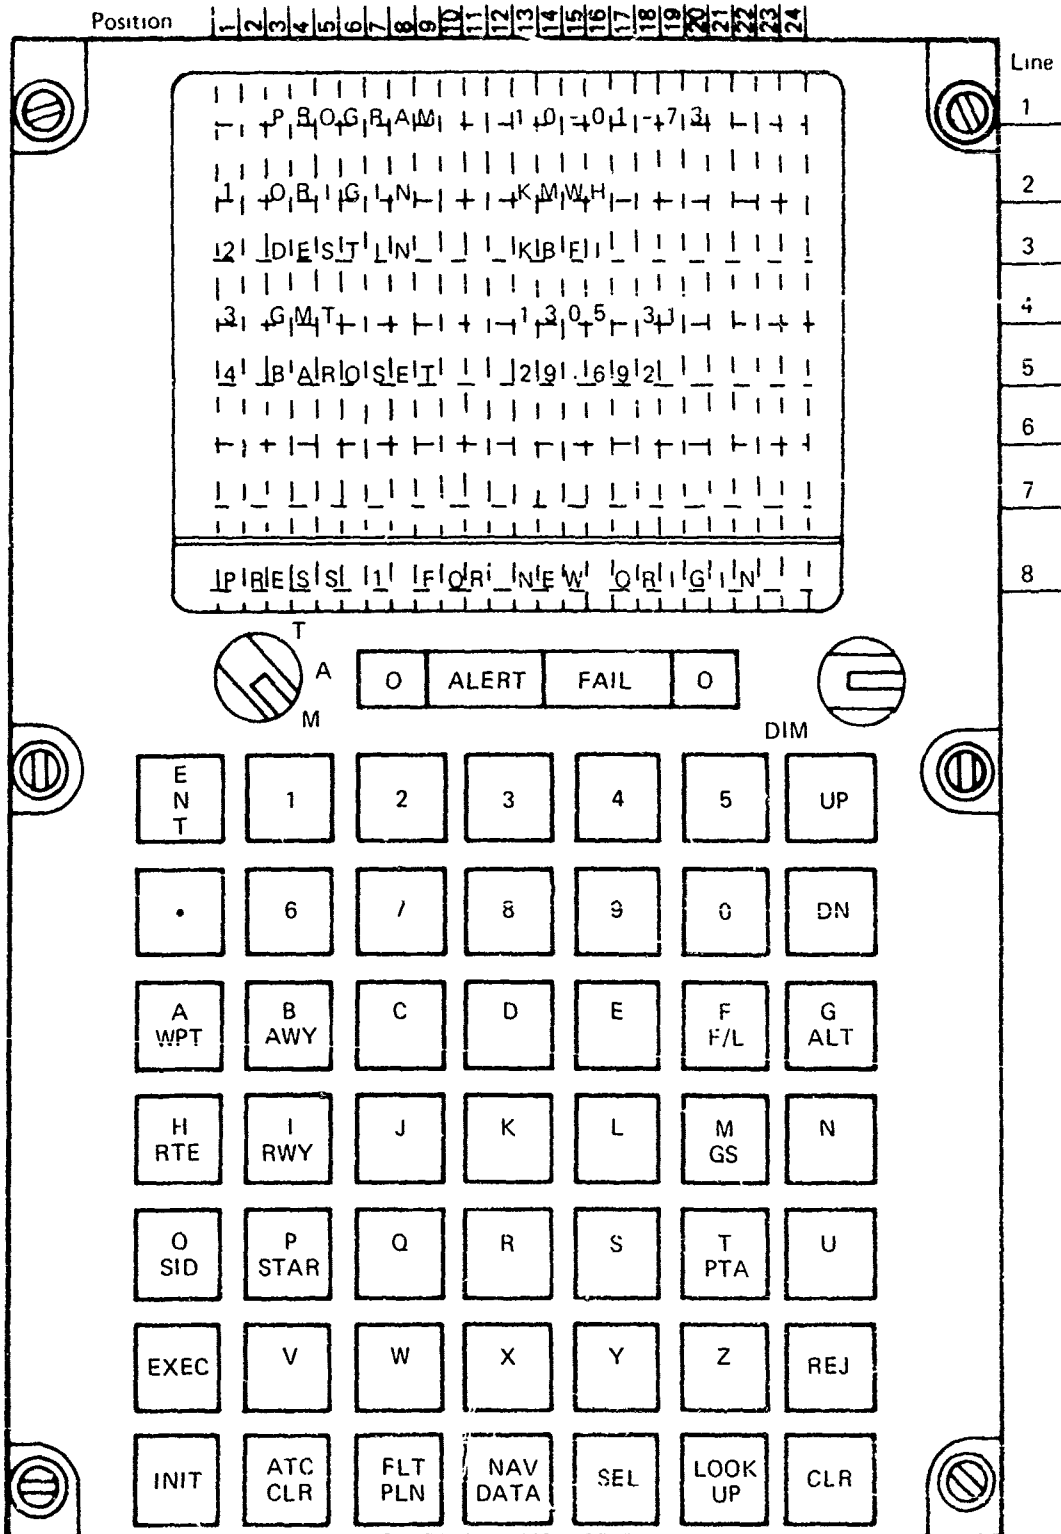 Position 1 2 3 4 5 6 7 8 9 10 11 12 13 14 15 16 17 18 19 20 21 22 23 24
Line
PROGRAM 10-01-73 1
1 ORIGIN KMWH 2
2 DESTIN KBFI 3
3 GMT 1305 31 4
4 BAROSET 29.692 5
6
7
PRESS 1 FOR NEW ORIGIN 8
T
A
M
O ALERT FAIL O
DIM
ENT 1 2 3 4 5 UP
. 6 7 8 9 0 DN
A B C D E F G
WPT AWY F/L ALT
H I J K L M N
RTE RWY GS
O P Q R S T U
SID STAR PTA
EXEC V W X Y Z REJ
INIT ATC FLT NAV SEL LOOK CLR
CLR PLN DATA UP